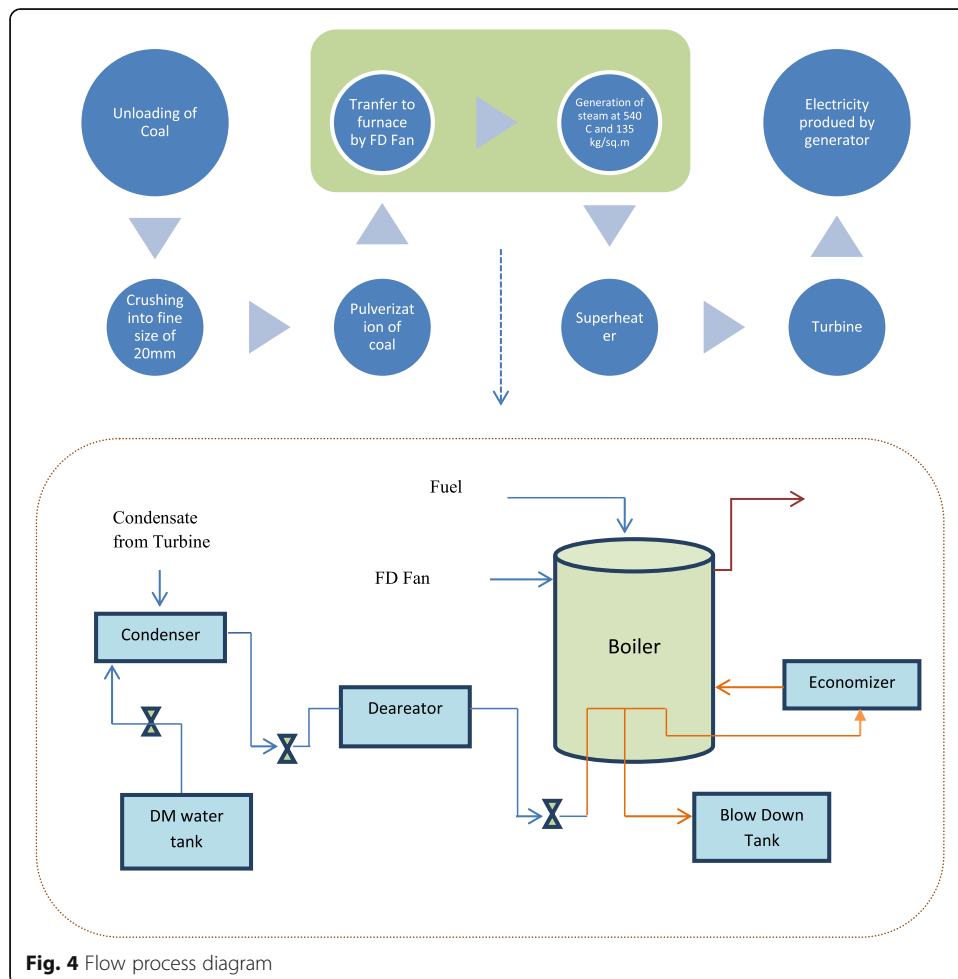 Unloading of
Coal
Tranfer to
furnace
by FD Fan
Generation of
steam at 540
C and 135
kg/sq.m
Electricity
produed by
generator
Crushing
into fine
size of
20mm
Pulverizat
ion of
coal
Superheat
er
Turbine
Fuel
Condensate
from Turbine
FD Fan
Condenser
Boiler
Economizer
Deareator
DM water
tank
Blow Down
Tank
Fig. 4 Flow process diagram